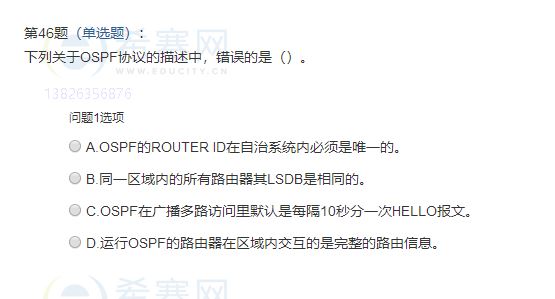 第46题（单选题）：
下列关于OSPF协议的描述中，错误的是（）。
希赛网
WWW.EDUCITY.CN
13826356876
问题1选项
A.OSPF的ROUTER ID在自治系统内必须是唯一的。
B.同一区域内的所有路由器其LSDB是相同的。
C.OSPF在广播多路访问里默认是每隔10秒分一次HELLO报文。
D.运行OSPF的路由器在区域内交互的是完整的路由信息。
希赛网